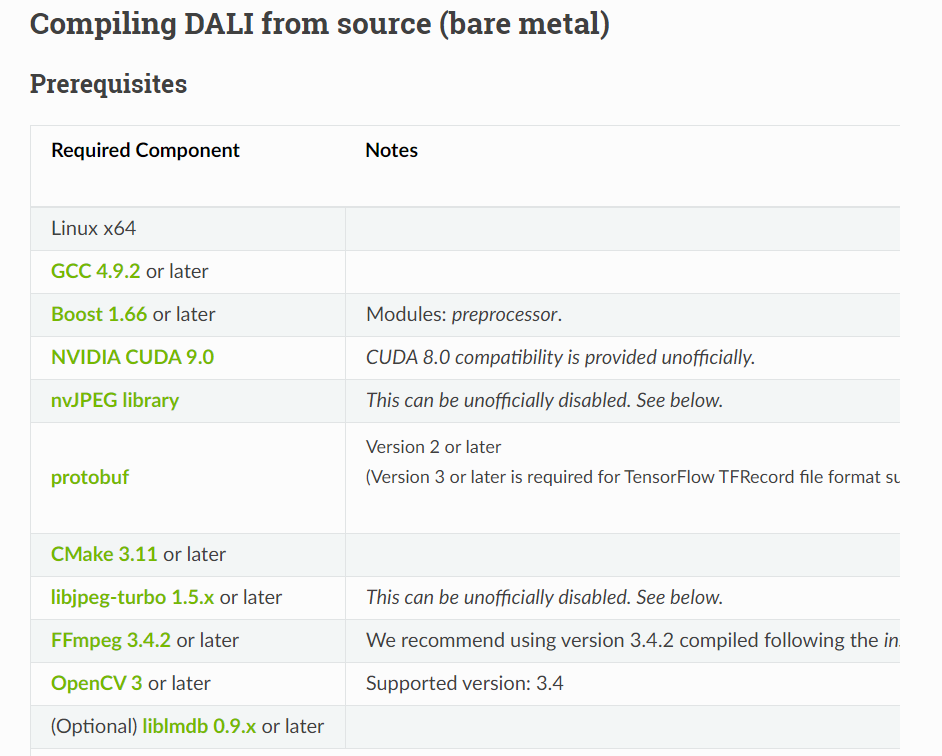 Compiling DALI from source (bare metal)
Prerequisites
Required Component Notes
Linux x64
GCC 4.9.2 or later
Boost 1.66 or later Modules: preprocessor.
NVIDIA CUDA 9.0 CUDA 8.0 compatibility is provided unofficially.
nvJPEG library This can be unofficially disabled. See below.
Version 2 or later
protobuf (Version 3 or later is required for TensorFlow TFRecord file format
CMake 3.11 or later
libjpeg-turbo 1.5.x or later This can be unofficially disabled. See below.
FFmpeg 3.4.2 or later We recommend using version 3.4.2 compiled following the
OpenCV 3 or later Supported version: 3.4
(Optional) liblmdb 0.9.x or later